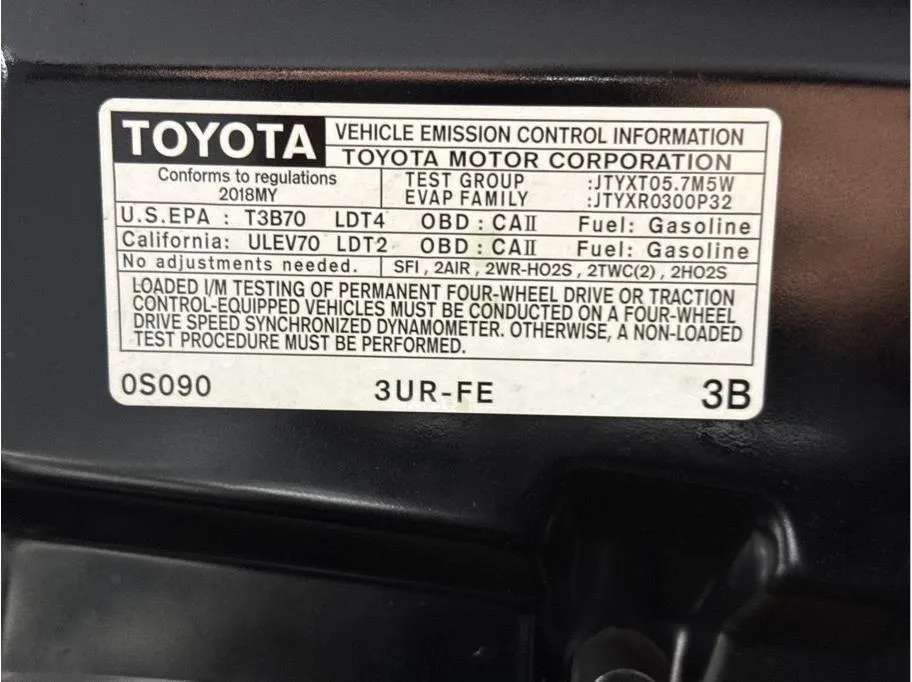 TOYOTA VEHICLE EMISSION CONTROL INFORMATION
TOYOTA MOTOR CORPORATION
Conforms to regulations
2018MY
TEST GROUP :JTYXT05.7M5W
EVAP FAMILY :JTYXR0300P32
U.S.EPA : T3B70 LDT4 OBD : CAII Fuel: Gasoline
California: ULEV70 LDT2 OBD : CAII Fuel: Gasoline
No adjustments needed. SFI , 2AIR , 2WR-HO2S , 2TWC(2) , 2HO2S
LOADED I/M TESTING OF PERMANENT FOUR-WHEEL DRIVE OR TRACTION
CONTROL-EQUIPPED VEHICLES MUST BE CONDUCTED ON A FOUR-WHEEL
DRIVE SPEED SYNCHRONIZED DYNAMOMETER. OTHERWISE, A NON-LOADED
TEST PROCEDURE MUST BE PERFORMED.
0S090 3UR-FE 3B